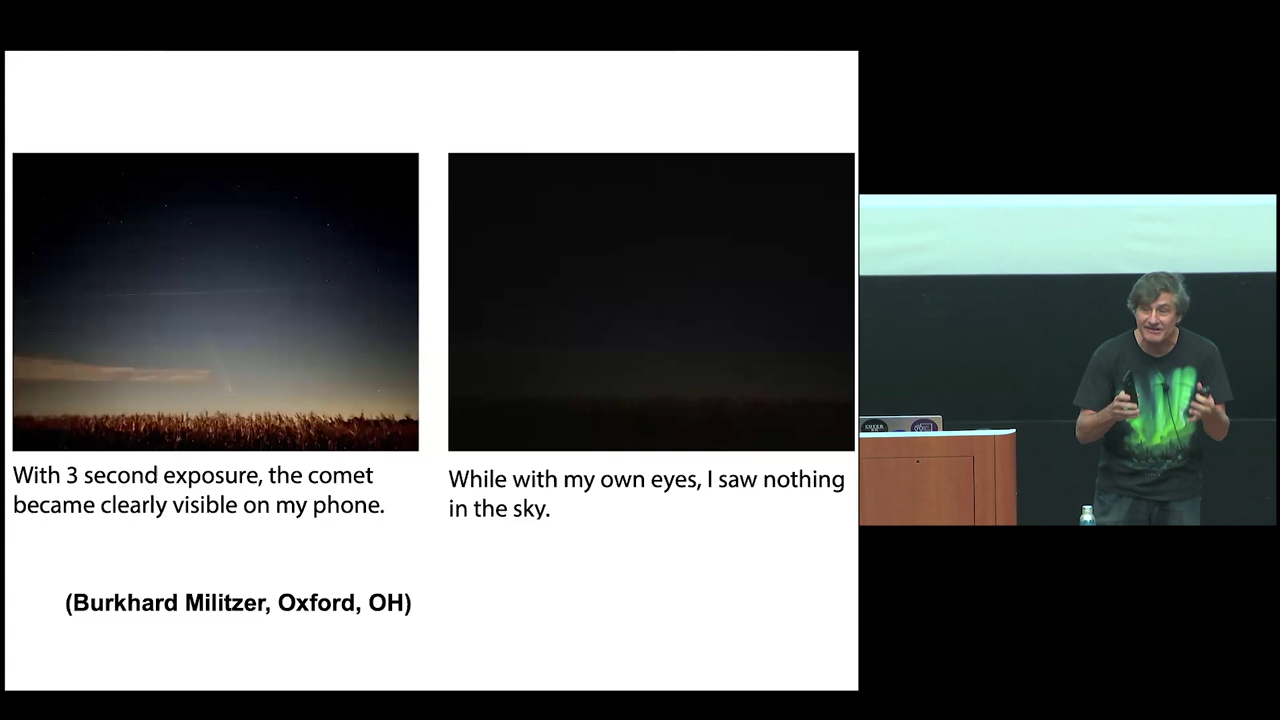 With 3 second exposure, the comet
became clearly visible on my phone.
While with my own eyes, I saw nothing
in the sky.
(Burkhard Militzer, Oxford, OH)